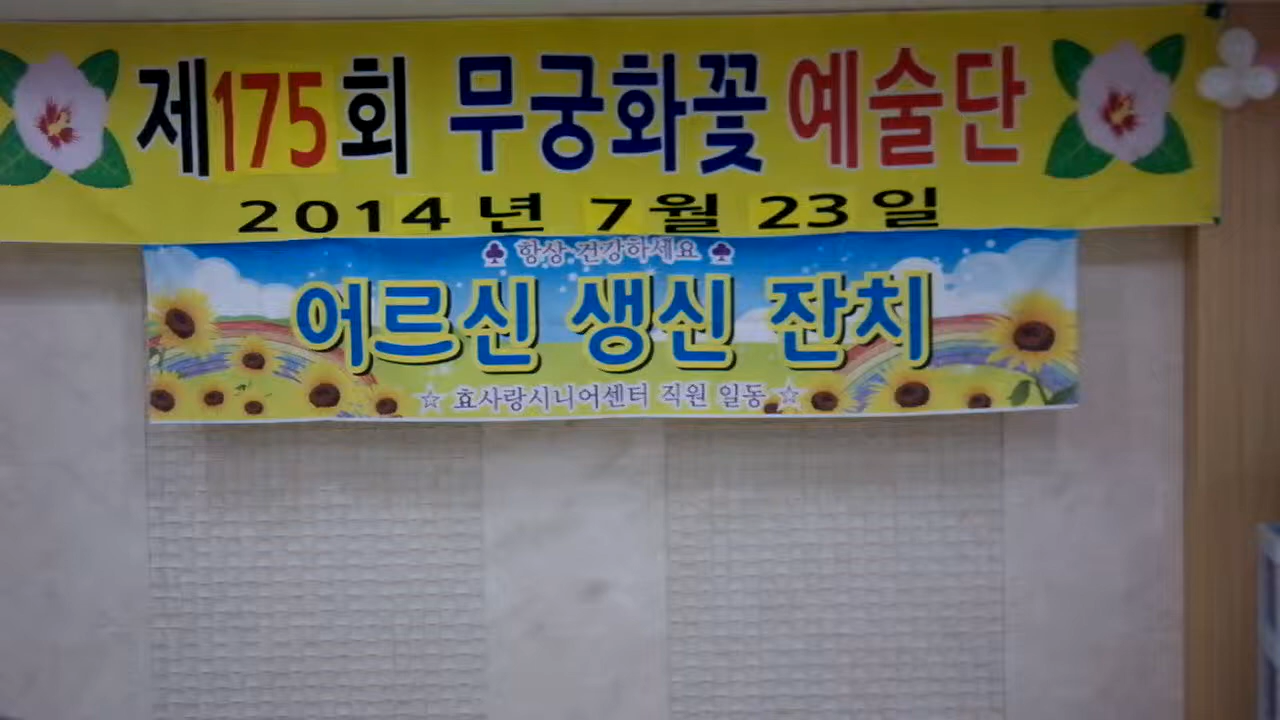 제175회 무궁화꽃 예술단
2014년 7월 23일
♣ 항상 건강하세요 ♣
어르신 생신 잔치
☆ 효사랑시니어센터 직원 일동 ☆